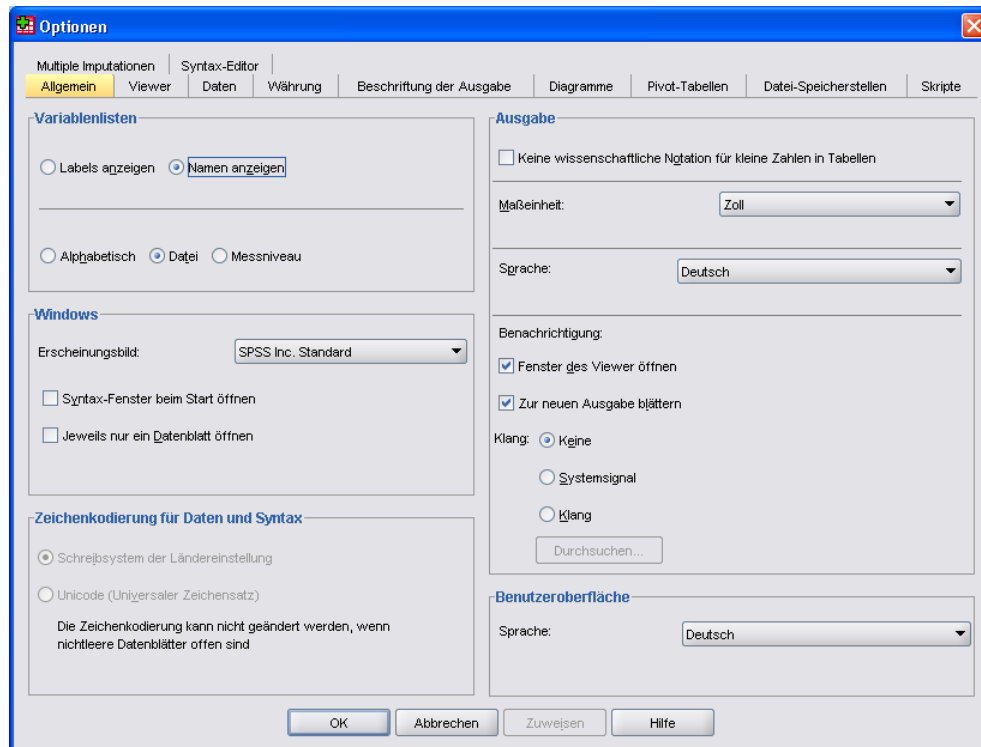 Optionen
Multiple Imputationen Syntax-Editor
Allgemein Viewer Daten Währung Beschriftung der Ausgabe Diagramme Pivot-Tabellen Datei-Speicherstellen Skripte
Variablenlisten
Labels anzeigen Namen anzeigen
Alphabetisch Datei Messniveau
Windows
Erscheinungsbild: SPSS Inc. Standard
Syntax-Fenster beim Start öffnen
Jeweils nur ein Datenblatt öffnen
Zeichenkodierung für Daten und Syntax
Schreibsystem der Ländereinstellung
Unicode (Universaler Zeichensatz)
Die Zeichenkodierung kann nicht geändert werden, wenn
nichtleere Datenblätter offen sind
Ausgabe
Keine wissenschaftliche Notation für kleine Zahlen in Tabellen
Maßeinheit: Zoll
Sprache: Deutsch
Benachrichtigung:
Fenster des Viewer öffnen
Zur neuen Ausgabe blättern
Klang: Keine
Systemsignal
Klang
Durchsuchen...
Benutzeroberfläche
Sprache: Deutsch
OK Abbrechen Zuweisen Hilfe